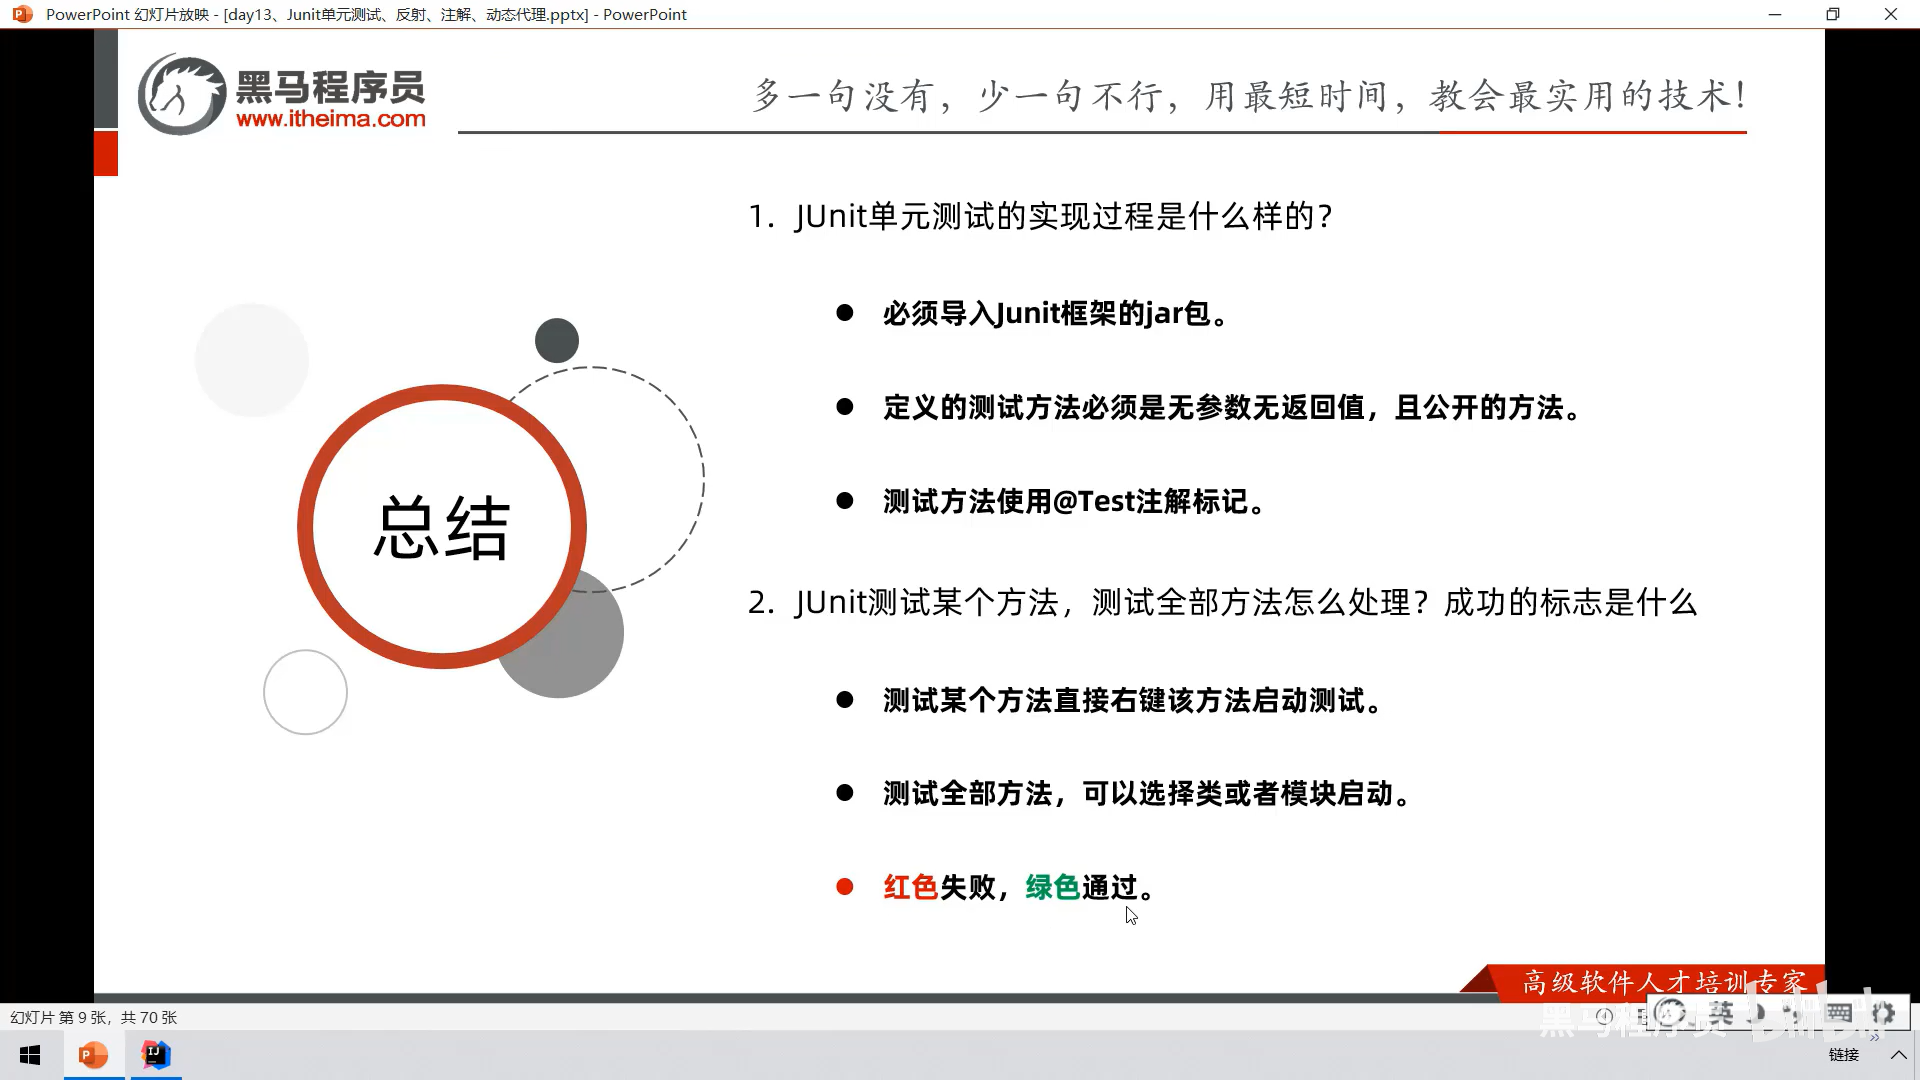 PowerPoint 幻灯片放映 - [day13、Junit单元测试、反射、注解、动态代理.pptx] - PowerPoint
黑马程序员
www.itheima.com
多一句没有，少一句不行，用最短时间，教会最实用的技术！
1. JUnit单元测试的实现过程是什么样的？
● 必须导入Junit框架的jar包。
● 定义的测试方法必须是无参数无返回值，且公开的方法。
● 测试方法使用@Test注解标记。
总结
2. JUnit测试某个方法，测试全部方法怎么处理？成功的标志是什么
● 测试某个方法直接右键该方法启动测试。
● 测试全部方法，可以选择类或者模块启动。
● 红色失败，绿色通过。
高级软件人才培训专家
幻灯片 第 9 张，共 70 张
黑马程序员
英
bilibili
链接